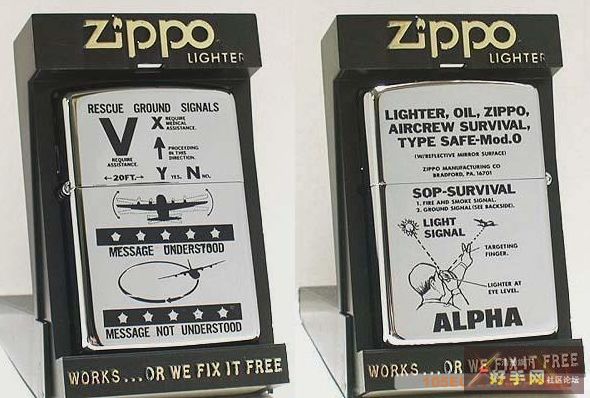 Zippo
LIGHTER
RESCUE GROUND SIGNALS
V
REQUIRE
ASSISTANCE.
X REQUIRE
MEDICAL
ASSISTANCE.
↑ PROCEEDING
IN THIS
DIRECTION.
←20FT.→
Y YES, N NO.
MESSAGE UNDERSTOOD
MESSAGE NOT UNDERSTOOD
WORKS...OR WE FIX IT FREE
Zippo
LIGHTER
LIGHTER, OIL, ZIPPO,
AIRCREW SURVIVAL,
TYPE SAFE-Mod.O
(W/REFLECTIVE MIRROR SURFACE)
ZIPPO MANUFACTURING CO
BRADFORD, PA. 16701
SOP-SURVIVAL
1. FIRE AND SMOKE SIGNAL.
2. GROUND SIGNAL (SEE BACKSIDE).
LIGHT
SIGNAL
TARGETING
FINGER.
LIGHTER AT
EYE LEVEL.
ALPHA
WORKS...OR WE FIX IT FREE
好手网 社区论坛